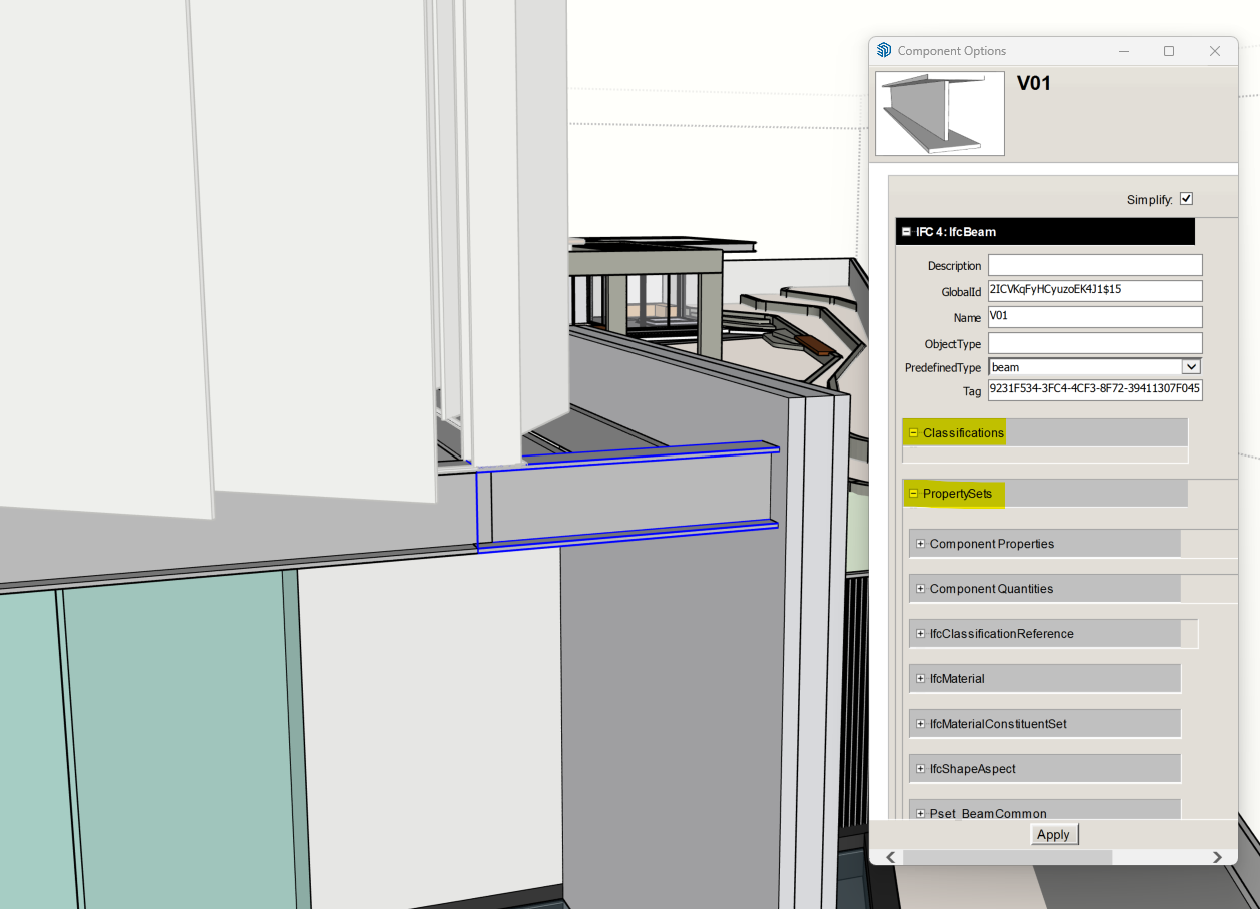 Component Options
V01
Simplify:
IFC 4: IfcBeam
Description
GlobalId 2ICVKqFyHCyuzoEK4J1$15
Name V01
ObjectType
PredefinedType beam
Tag 9231F534-3FC4-4CF3-8F72-39411307F045
Classifications
PropertySets
Component Properties
Component Quantities
IfcClassificationReference
IfcMaterial
IfcMaterialConstituentSet
IfcShapeAspect
Pset_BeamCommon
Apply